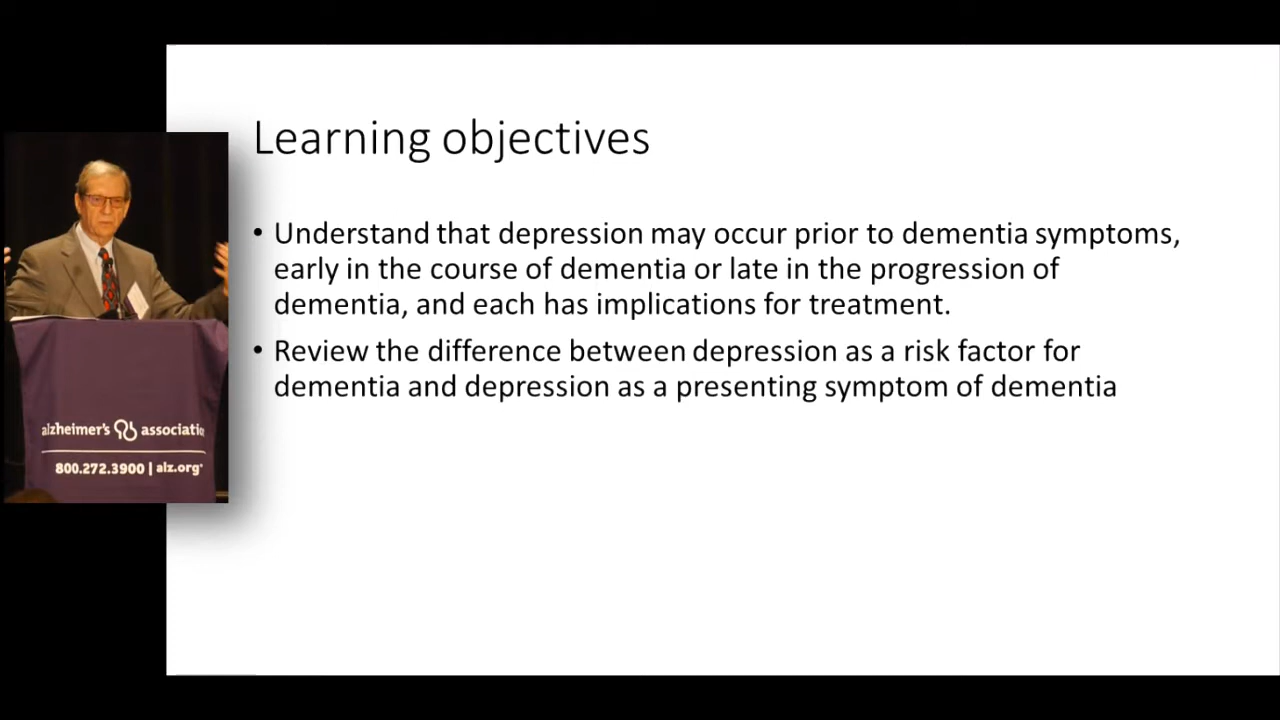 Learning objectives
• Understand that depression may occur prior to dementia symptoms,
early in the course of dementia or late in the progression of
dementia, and each has implications for treatment.
• Review the difference between depression as a risk factor for
dementia and depression as a presenting symptom of dementia
alzheimer's associatio
800.272.3900 | alz.org®